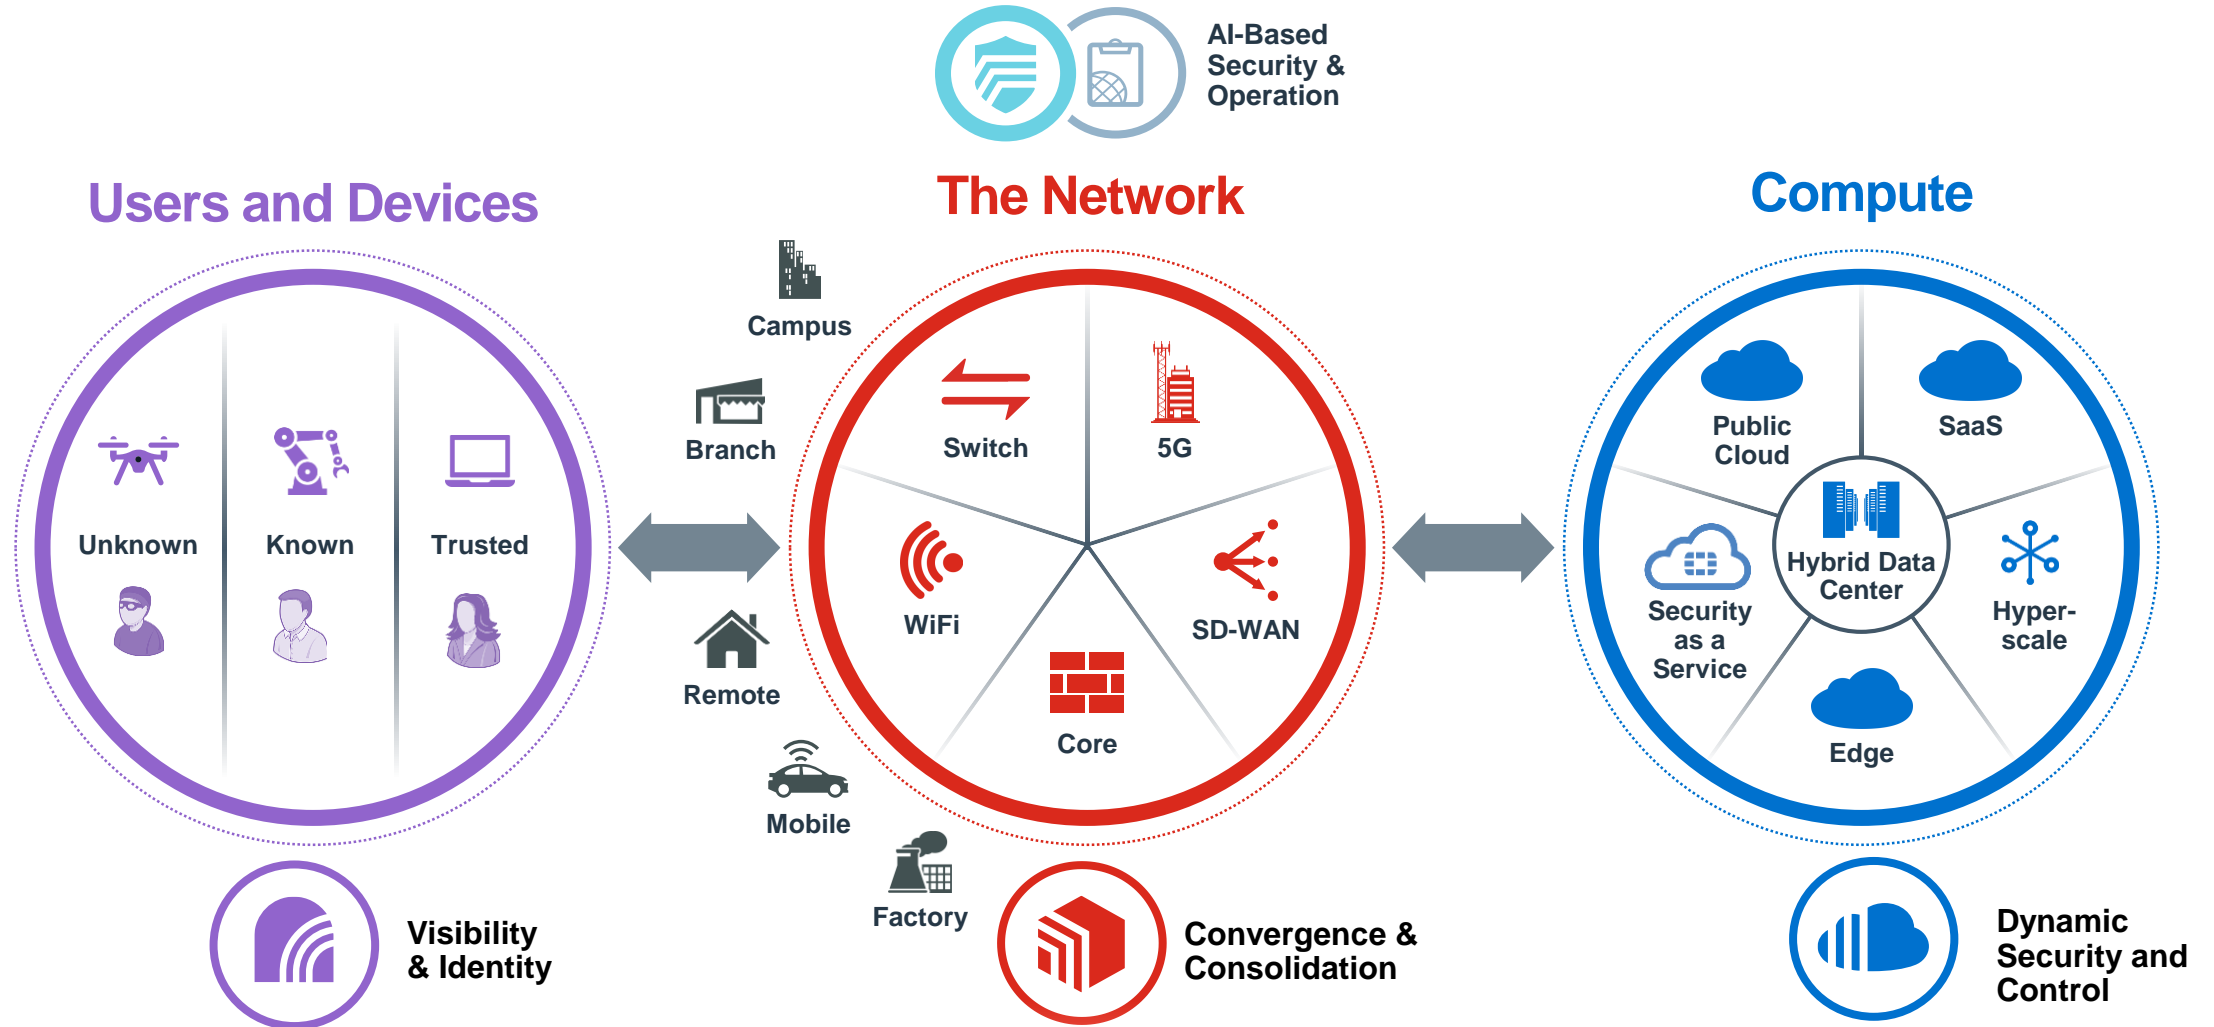 AI-Based
Security &
Operation
Users and Devices
The Network
Compute
Unknown
Known
Trusted
Campus
Branch
Remote
Mobile
Factory
Switch
5G
WiFi
SD-WAN
Core
Public
Cloud
SaaS
Hybrid Data
Center
Security
as a
Service
Hyper-
scale
Edge
Visibility
& Identity
Convergence &
Consolidation
Dynamic
Security and
Control